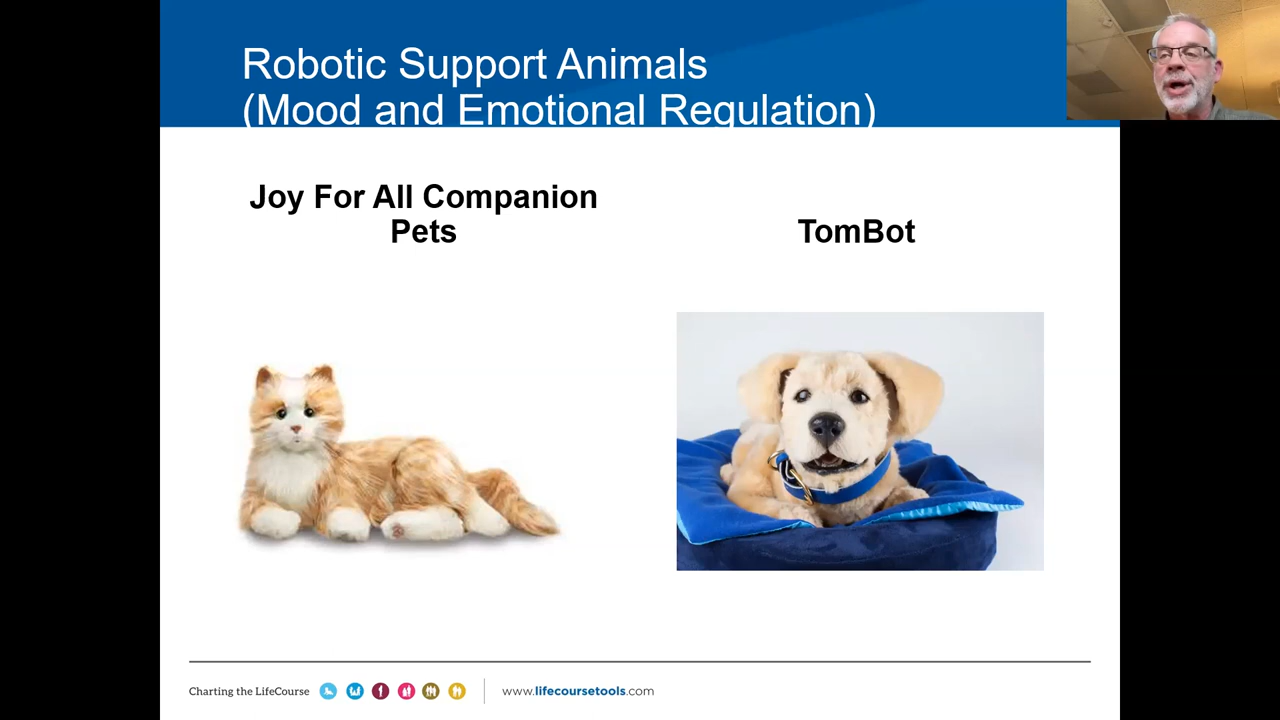 Robotic Support Animals
(Mood and Emotional Regulation)
Joy For All Companion
Pets
TomBot
Charting the LifeCourse
www.lifecoursetools.com